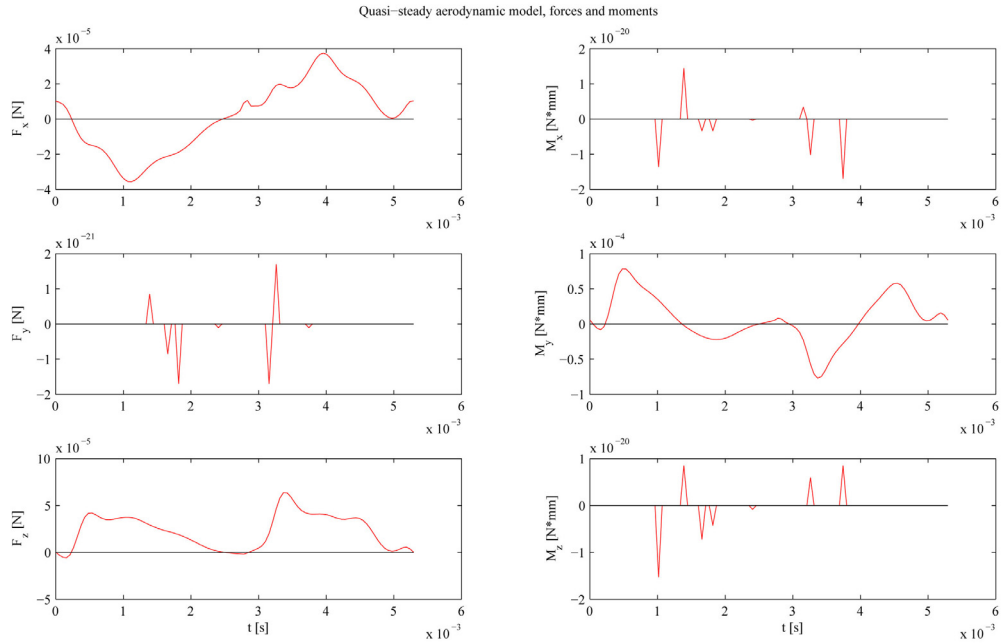 Quasi−steady aerodynamic model, forces and moments
x 10⁻⁵
F_x [N]
4
2
0
−2
−4
0 1 2 3 4 5 6
x 10⁻³
x 10⁻²⁰
M_x [N*mm]
2
1
0
−1
−2
0 1 2 3 4 5 6
x 10⁻³
x 10⁻²¹
F_y [N]
2
1
0
−1
−2
0 1 2 3 4 5 6
x 10⁻³
x 10⁻⁴
M_y [N*mm]
1
0.5
0
−0.5
−1
0 1 2 3 4 5 6
x 10⁻³
x 10⁻⁵
F_z [N]
10
5
0
−5
0 1 2 3 4 5 6
t [s]
x 10⁻³
x 10⁻²⁰
M_z [N*mm]
1
0
−1
−2
0 1 2 3 4 5 6
t [s]
x 10⁻³